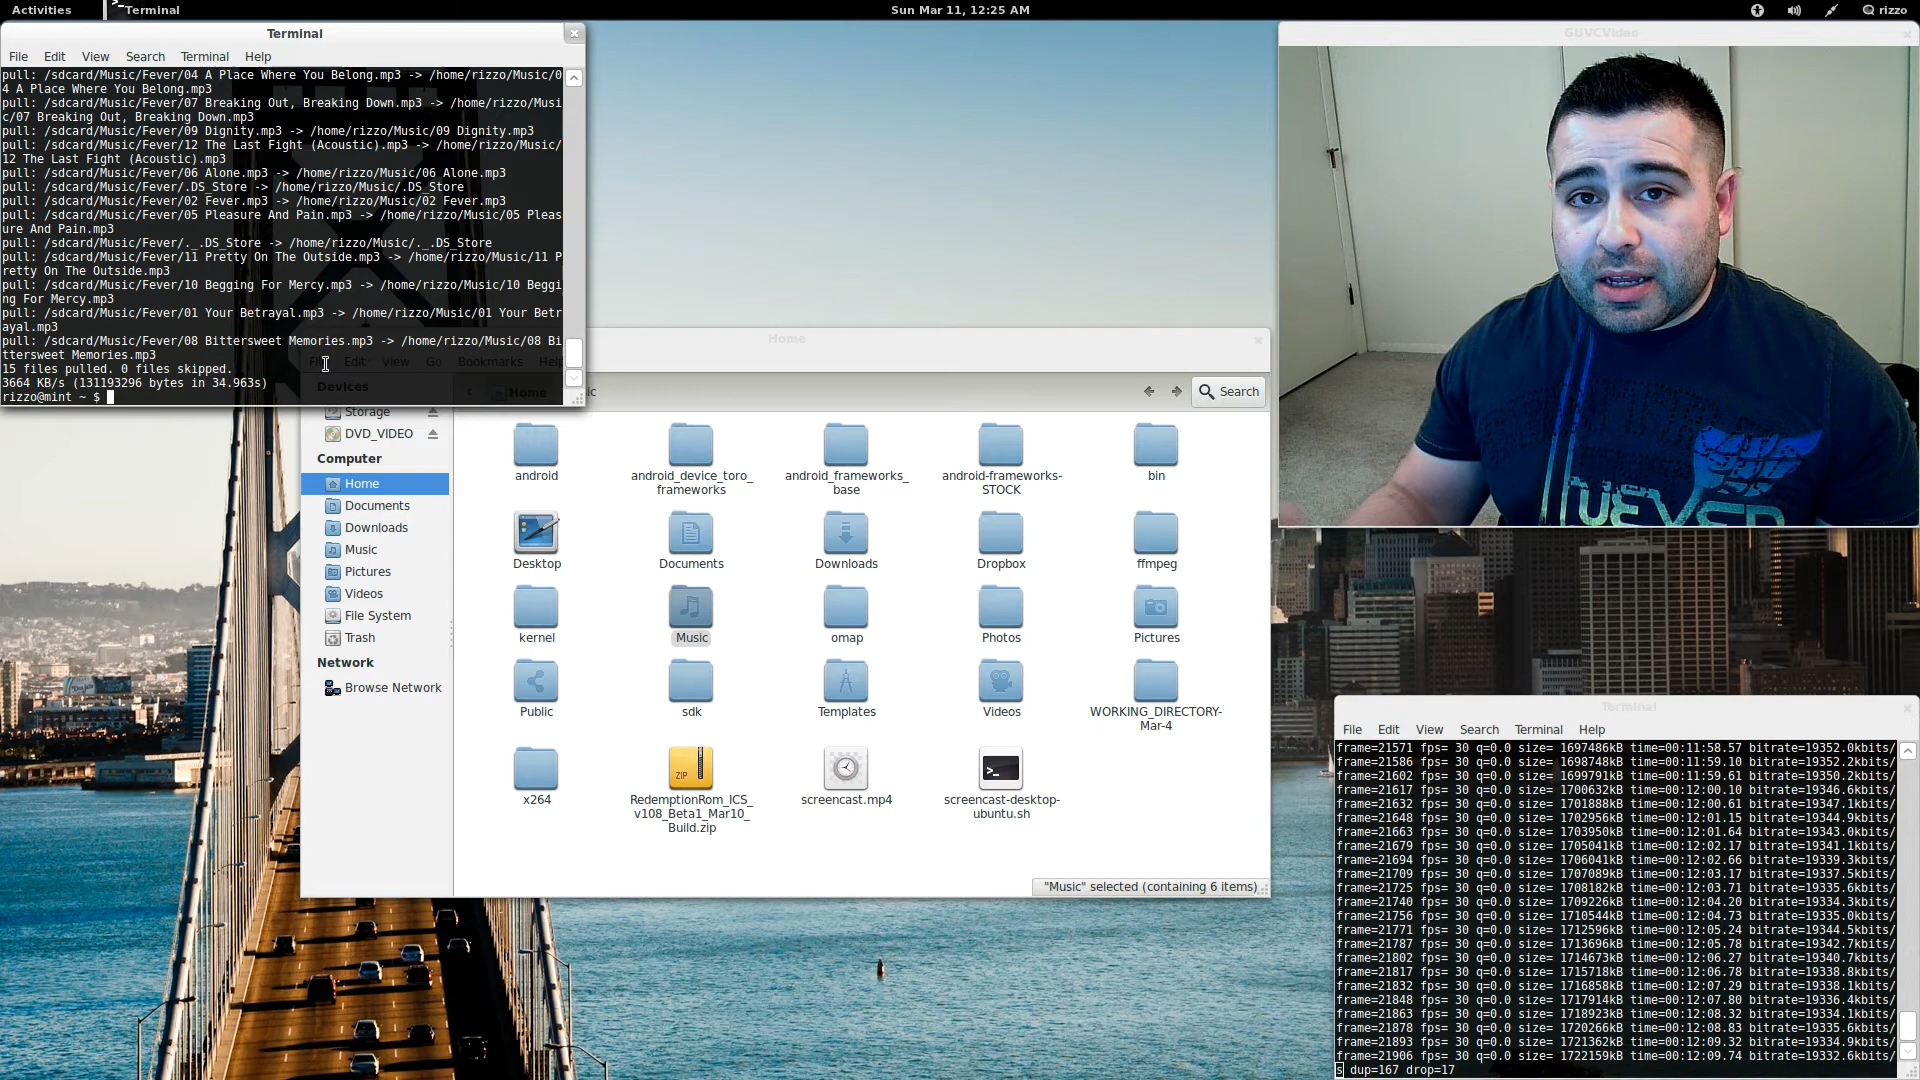 Activities
Terminal
Sun Mar 11, 12:25 AM
rizzo
Terminal
File Edit View Search Terminal Help
pull: /sdcard/Music/Fever/04 A Place Where You Belong.mp3 -> /home/rizzo/Music/0
4 A Place Where You Belong.mp3
pull: /sdcard/Music/Fever/07 Breaking Out, Breaking Down.mp3 -> /home/rizzo/Musi
c/07 Breaking Out, Breaking Down.mp3
pull: /sdcard/Music/Fever/09 Dignity.mp3 -> /home/rizzo/Music/09 Dignity.mp3
pull: /sdcard/Music/Fever/12 The Last Fight (Acoustic).mp3 -> /home/rizzo/Music/
12 The Last Fight (Acoustic).mp3
pull: /sdcard/Music/Fever/06 Alone.mp3 -> /home/rizzo/Music/06 Alone.mp3
pull: /sdcard/Music/Fever/.DS_Store -> /home/rizzo/Music/.DS_Store
pull: /sdcard/Music/Fever/02 Fever.mp3 -> /home/rizzo/Music/02 Fever.mp3
pull: /sdcard/Music/Fever/05 Pleasure And Pain.mp3 -> /home/rizzo/Music/05 Pleas
ure And Pain.mp3
pull: /sdcard/Music/Fever/._.DS_Store -> /home/rizzo/Music/._.DS_Store
pull: /sdcard/Music/Fever/11 Pretty On The Outside.mp3 -> /home/rizzo/Music/11 P
retty On The Outside.mp3
pull: /sdcard/Music/Fever/10 Begging For Mercy.mp3 -> /home/rizzo/Music/10 Beggi
ng For Mercy.mp3
pull: /sdcard/Music/Fever/01 Your Betrayal.mp3 -> /home/rizzo/Music/01 Your Betr
ayal.mp3
pull: /sdcard/Music/Fever/08 Bittersweet Memories.mp3 -> /home/rizzo/Music/08 Bi
ttersweet Memories.mp3
15 files pulled. 0 files skipped.
3664 KB/s (131193296 bytes in 34.963s)
rizzo@mint ~ $
Home
File Edit View Go Bookmarks Help
Home
ic
Search
Devices
Storage
DVD_VIDEO
Computer
Home
Documents
Downloads
Music
Pictures
Videos
File System
Trash
Network
Browse Network
android
android_device_toro_
frameworks
android_frameworks_
base
android-frameworks-
STOCK
bin
Desktop
Documents
Downloads
Dropbox
ffmpeg
kernel
Music
omap
Photos
Pictures
Public
sdk
Templates
Videos
WORKING_DIRECTORY-
Mar-4
x264
ZIP
RedemptionRom_ICS_
v108_Beta1_Mar10_
Build.zip
screencast.mp4
screencast-desktop-
ubuntu.sh
"Music" selected (containing 6 items)
GUVCVideo
Terminal
File Edit View Search Terminal Help
frame=21571 fps= 30 q=0.0 size= 1697486kB time=00:11:58.57 bitrate=19352.0kbits/
frame=21586 fps= 30 q=0.0 size= 1698748kB time=00:11:59.10 bitrate=19352.2kbits/
frame=21602 fps= 30 q=0.0 size= 1699791kB time=00:11:59.61 bitrate=19350.2kbits/
frame=21617 fps= 30 q=0.0 size= 1700632kB time=00:12:00.10 bitrate=19346.6kbits/
frame=21632 fps= 30 q=0.0 size= 1701888kB time=00:12:00.61 bitrate=19347.1kbits/
frame=21648 fps= 30 q=0.0 size= 1702956kB time=00:12:01.15 bitrate=19344.9kbits/
frame=21663 fps= 30 q=0.0 size= 1703950kB time=00:12:01.64 bitrate=19343.0kbits/
frame=21679 fps= 30 q=0.0 size= 1705041kB time=00:12:02.17 bitrate=19341.1kbits/
frame=21694 fps= 30 q=0.0 size= 1706041kB time=00:12:02.66 bitrate=19339.3kbits/
frame=21709 fps= 30 q=0.0 size= 1707089kB time=00:12:03.17 bitrate=19337.5kbits/
frame=21725 fps= 30 q=0.0 size= 1708182kB time=00:12:03.71 bitrate=19335.6kbits/
frame=21740 fps= 30 q=0.0 size= 1709226kB time=00:12:04.20 bitrate=19334.3kbits/
frame=21756 fps= 30 q=0.0 size= 1710544kB time=00:12:04.73 bitrate=19335.0kbits/
frame=21771 fps= 30 q=0.0 size= 1712596kB time=00:12:05.24 bitrate=19344.5kbits/
frame=21787 fps= 30 q=0.0 size= 1713696kB time=00:12:05.78 bitrate=19342.7kbits/
frame=21802 fps= 30 q=0.0 size= 1714673kB time=00:12:06.27 bitrate=19340.7kbits/
frame=21817 fps= 30 q=0.0 size= 1715718kB time=00:12:06.78 bitrate=19338.8kbits/
frame=21832 fps= 30 q=0.0 size= 1716858kB time=00:12:07.29 bitrate=19338.1kbits/
frame=21848 fps= 30 q=0.0 size= 1717914kB time=00:12:07.80 bitrate=19336.4kbits/
frame=21863 fps= 30 q=0.0 size= 1718923kB time=00:12:08.32 bitrate=19334.1kbits/
frame=21878 fps= 30 q=0.0 size= 1720266kB time=00:12:08.83 bitrate=19335.6kbits/
frame=21893 fps= 30 q=0.0 size= 1721362kB time=00:12:09.32 bitrate=19334.9kbits/
frame=21906 fps= 30 q=0.0 size= 1722159kB time=00:12:09.74 bitrate=19332.6kbits/
s dup=167 drop=17